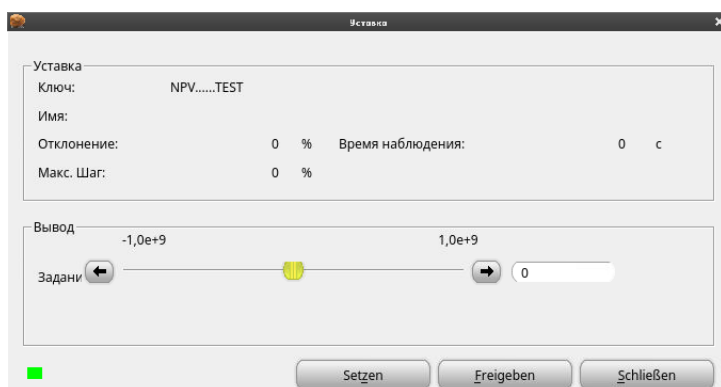 Уставка
Уставка
Ключ: NPV......TEST
Имя:
Отклонение: 0 % Время наблюдения: 0 с
Макс. Шаг: 0 %
Вывод
-1,0e+9 1,0e+9
Задани 0
Setzen Freigeben Schließen